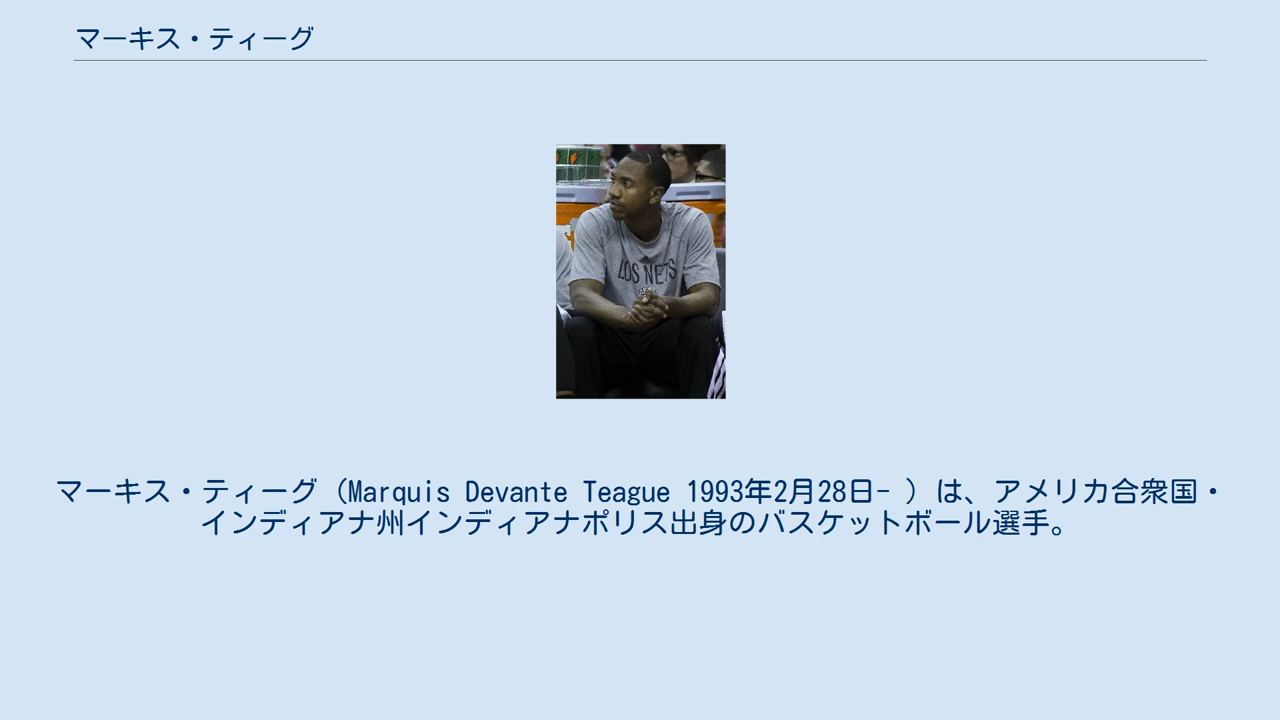 マーキス・ティーグ
LOS NETS
マーキス・ティーグ（Marquis Devante Teague 1993年2月28日- ）は、アメリカ合衆国・
インディアナ州インディアナポリス出身のバスケットボール選手。